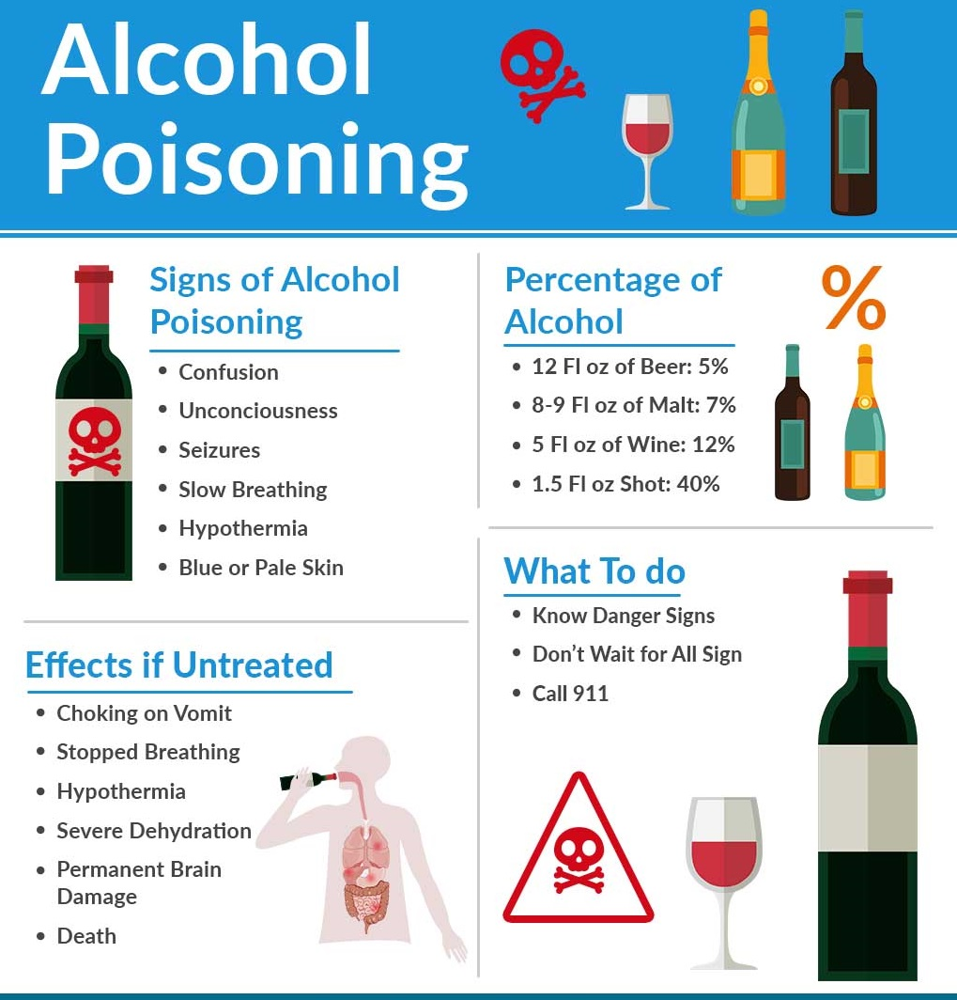 Alcohol
Poisoning
Signs of Alcohol
Poisoning
• Confusion
• Unconciousness
• Seizures
• Slow Breathing
• Hypothermia
• Blue or Pale Skin
Effects if Untreated
• Choking on Vomit
• Stopped Breathing
• Hypothermia
• Severe Dehydration
• Permanent Brain
Damage
• Death
Percentage of
Alcohol
%
• 12 Fl oz of Beer: 5%
• 8-9 Fl oz of Malt: 7%
• 5 Fl oz of Wine: 12%
• 1.5 Fl oz Shot: 40%
What To do
• Know Danger Signs
• Don’t Wait for All Sign
• Call 911